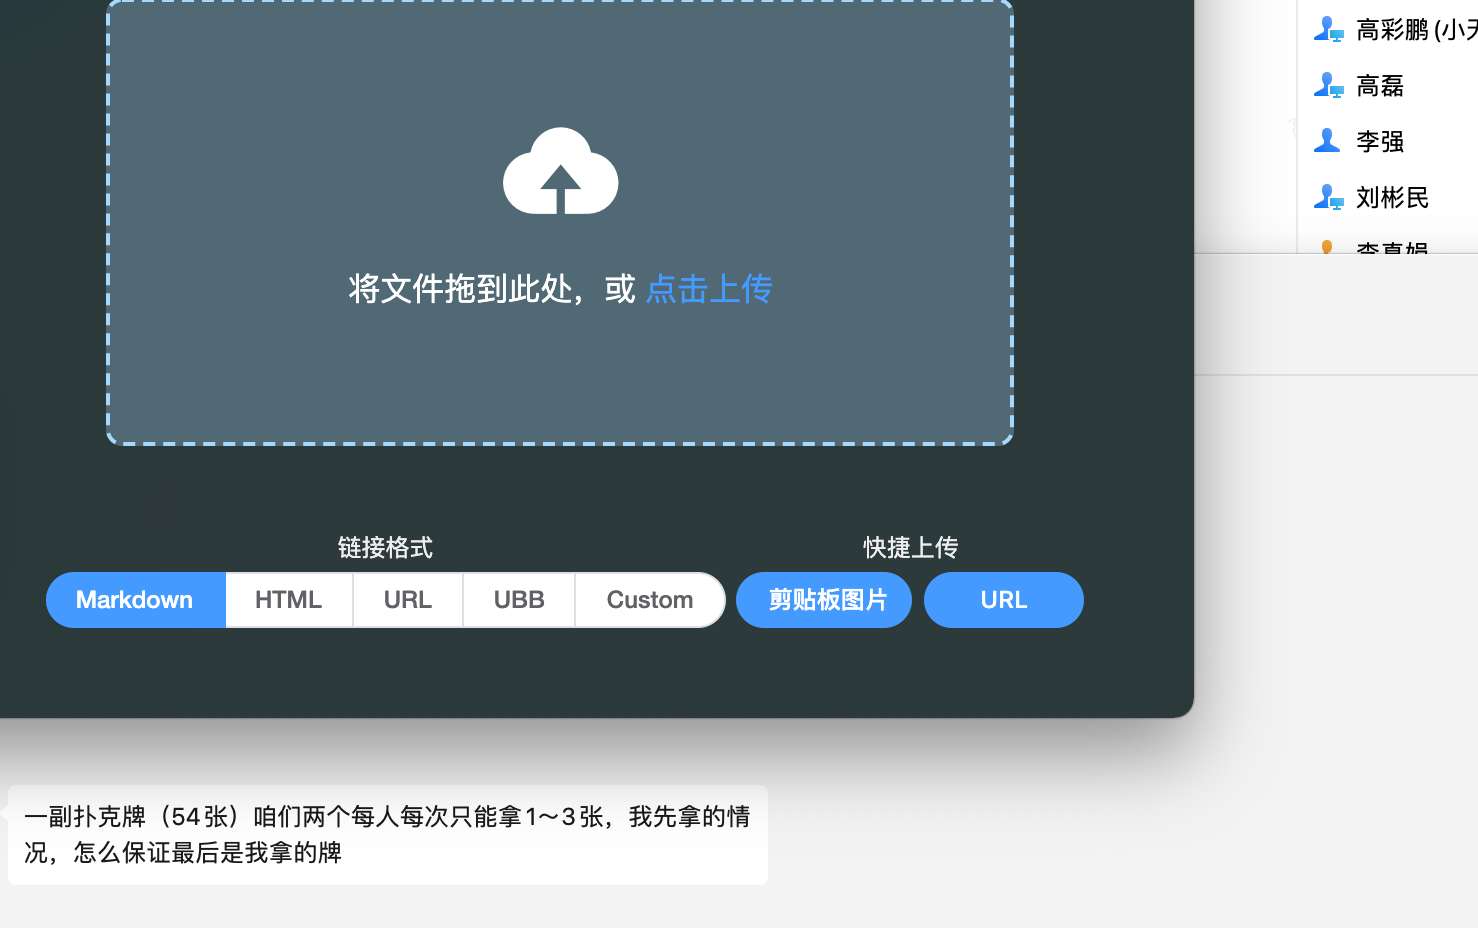 高彩鹏(小天
高磊
李强
刘彬民
李真娟
将文件拖到此处，或 点击上传
链接格式
快捷上传
Markdown
HTML
URL
UBB
Custom
剪贴板图片
URL
一副扑克牌（54张）咱们两个每人每次只能拿1～3张，我先拿的情
况，怎么保证最后是我拿的牌